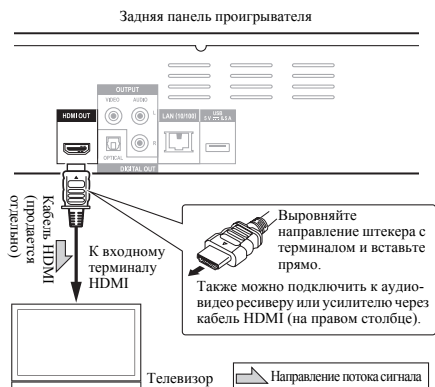 Задняя панель проигрывателя
OUTPUT
VIDEO AUDIO
HDMI OUT
L
R
LAN (10/100)
USB
OPTICAL
DIGITAL OUT
Кабель HDMI
(продается
отдельно)
К входному
терминалу
HDMI
Выровняйте
направление штекера с
терминалом и вставьте
прямо.
Также можно подключить к аудио-
видео ресиверу или усилителю через
кабель HDMI (на правом столбце).
Телевизор
Направление потока сигнала